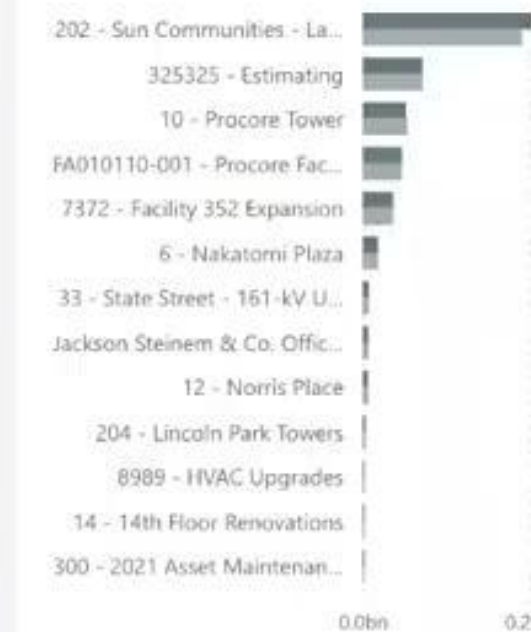 202 - Sun Communities - La...
325325 - Estimating
10 - Procore Tower
FA010110-001 - Procore Fac...
7372 - Facility 352 Expansion
6 - Nakatomi Plaza
33 - State Street - 161-kV U...
Jackson Steinem & Co. Offic...
12 - Norris Place
204 - Lincoln Park Towers
8989 - HVAC Upgrades
14 - 14th Floor Renovations
300 - 2021 Asset Maintenan...
0.0bn 0.2